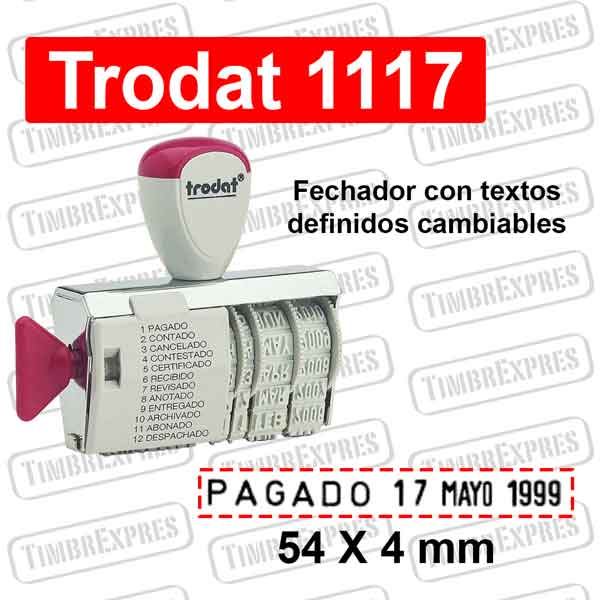 Trodat 1117
trodat®
Fechador con textos
definidos cambiables
1 PAGADO
2 CONTADO
3 CANCELADO
4 CONTESTADO
5 CERTIFICADO
6 RECIBIDO
7 REVISADO
8 ANOTADO
9 ENTREGADO
10 ARCHIVADO
11 ABONADO
12 DESPACHADO
PAGADO 17 MAYO 1999
54 X 4 mm
TIMBREXPRES